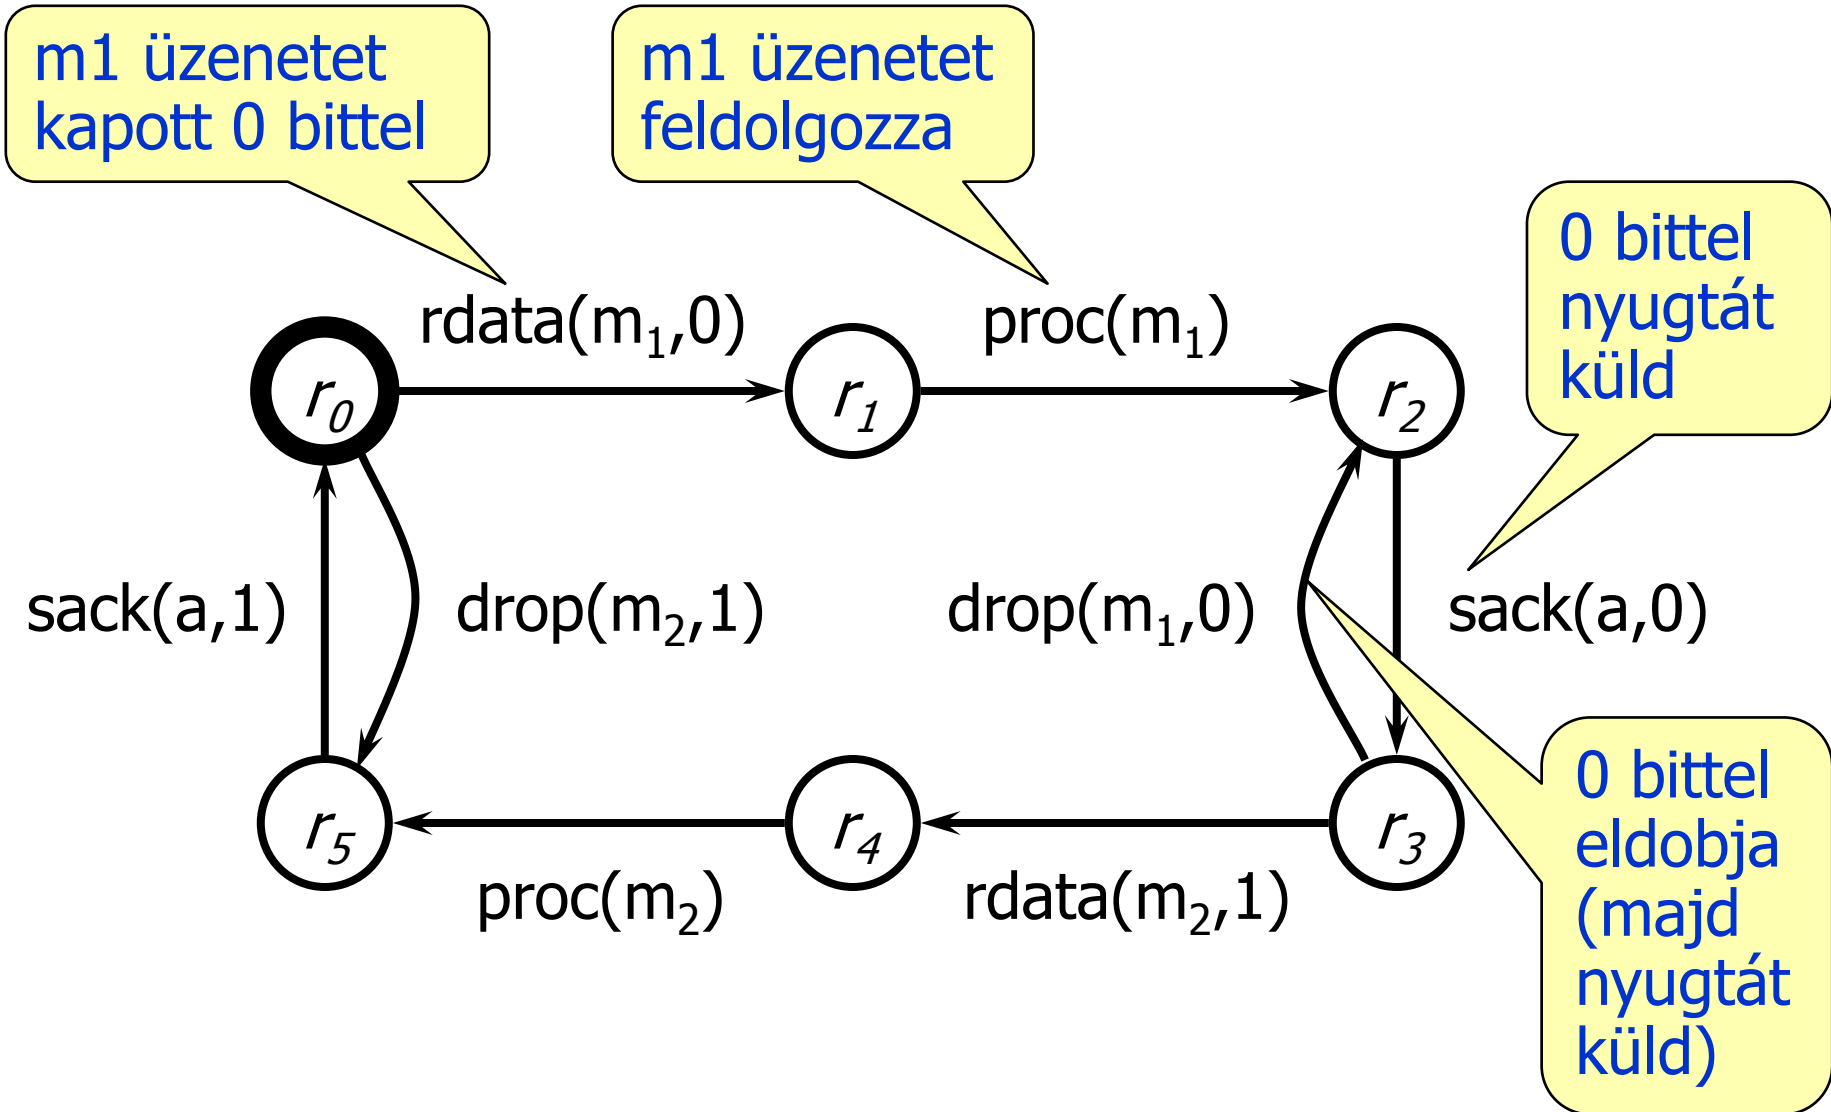 m1 üzenetet
kapott 0 bittel
m1 üzenetet
feldolgozza
0 bittel
nyugtát
küld
rdata(m₁,0)
proc(m₁)
r₀
r₁
r₂
sack(a,1)
drop(m₂,1)
drop(m₁,0)
sack(a,0)
0 bittel
eldobja
(majd
nyugtát
küld)
r₅
r₄
r₃
proc(m₂)
rdata(m₂,1)